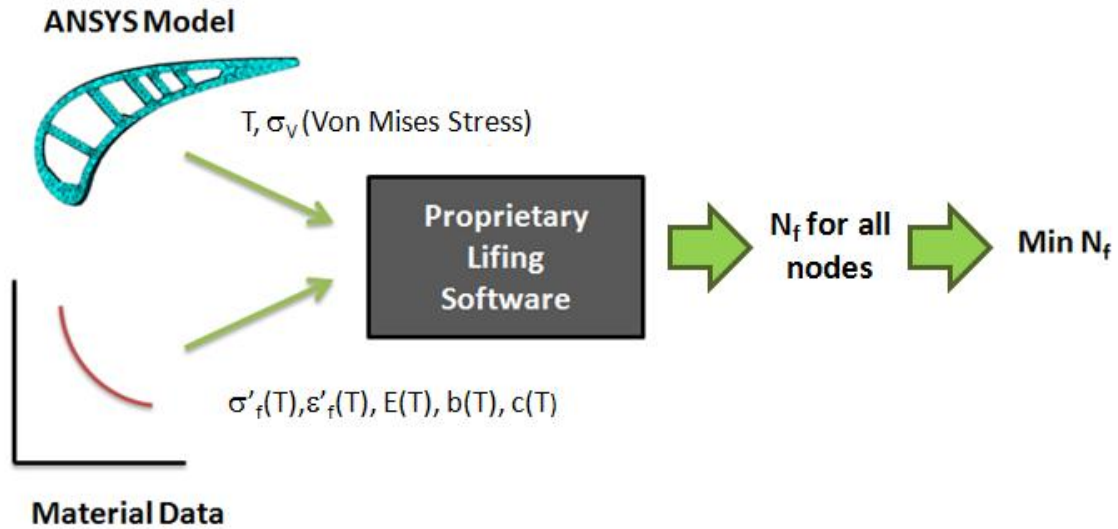 ANSYS Model
T, σV (Von Mises Stress)
Proprietary
Lifing
Software
Nf for all
nodes
Min Nf
σ'f(T),ε'f(T), E(T), b(T), c(T)
Material Data